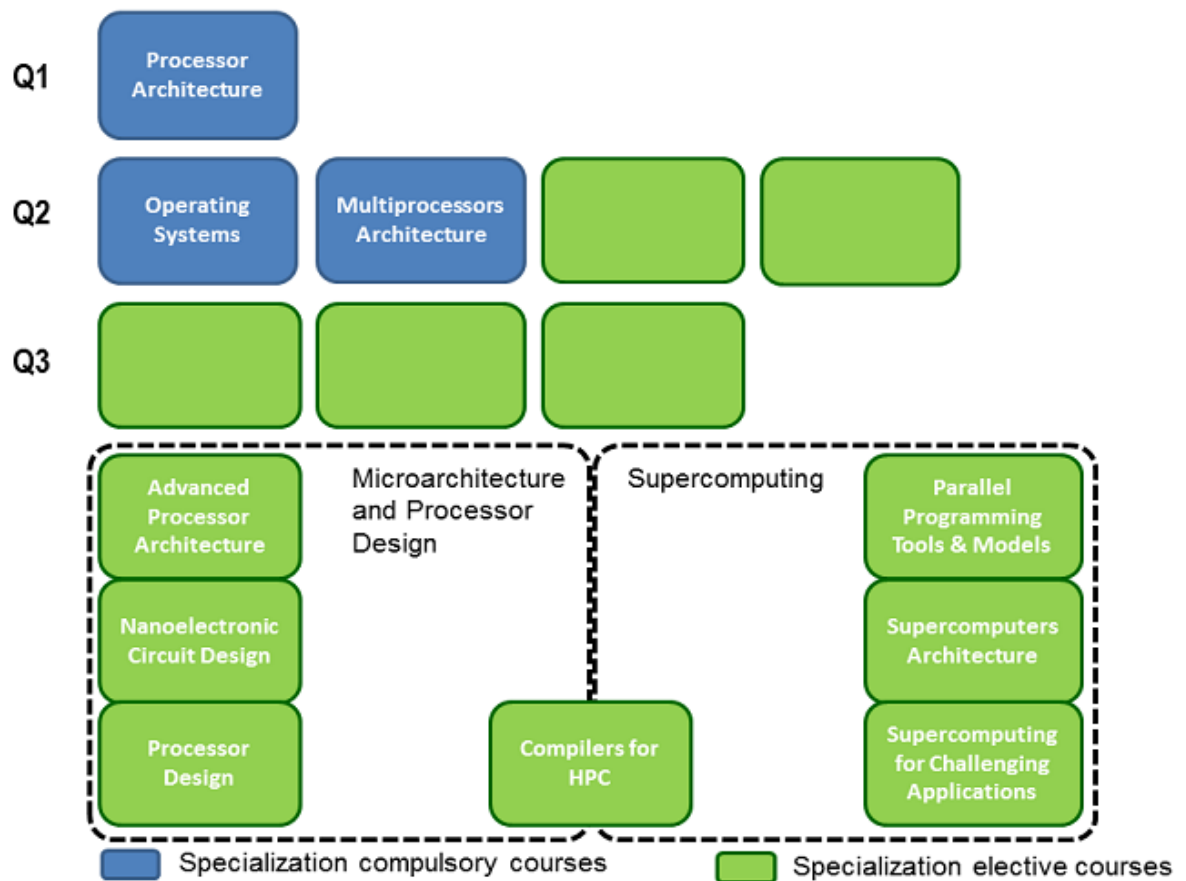 Q1
Processor
Architecture
Q2
Operating
Systems
Multiprocessors
Architecture
Q3
Advanced
Processor
Architecture
Nanoelectronic
Circuit Design
Processor
Design
Microarchitecture
and Processor
Design
Supercomputing
Compilers for
HPC
Parallel
Programming
Tools & Models
Supercomputers
Architecture
Supercomputing
for Challenging
Applications
Specialization compulsory courses
Specialization elective courses